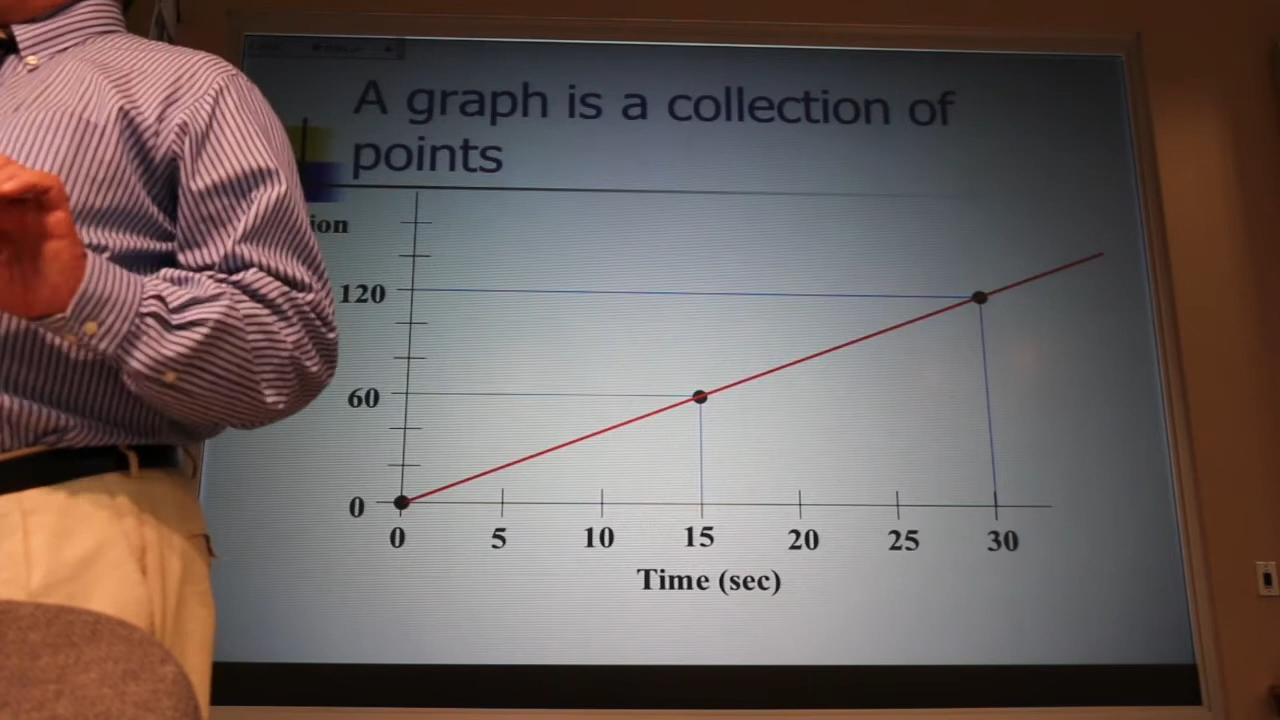 A graph is a collection of
points
ion
120
60
0
0 5 10 15 20 25 30
Time (sec)